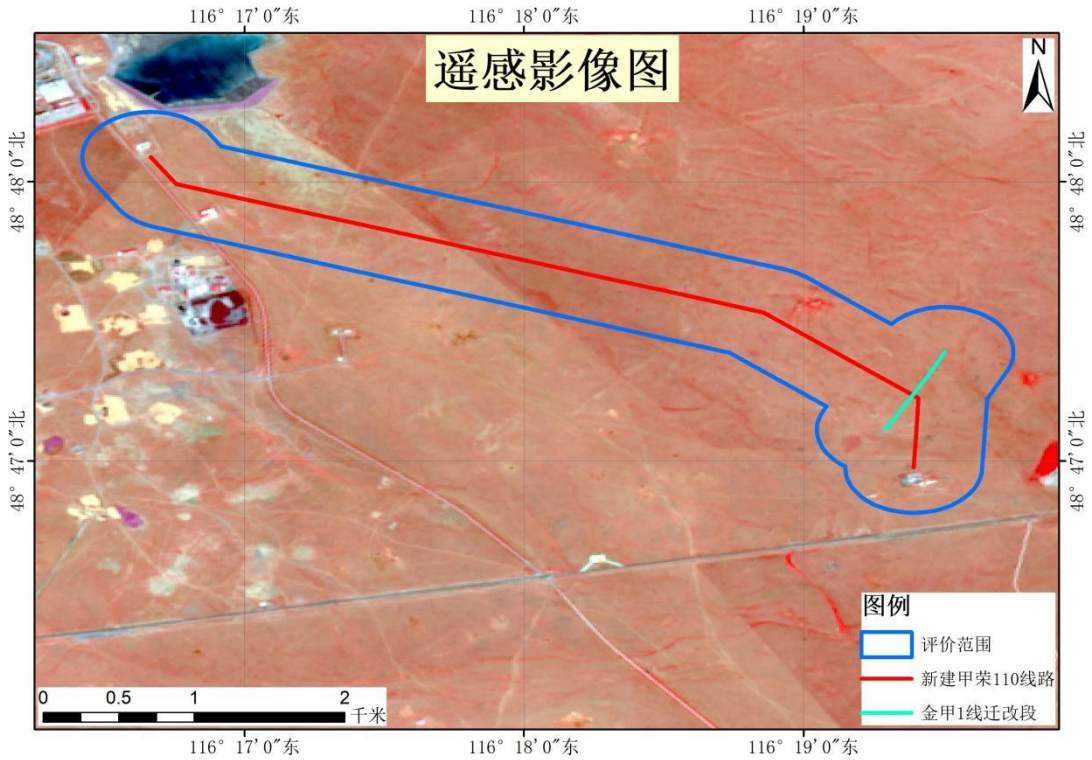 116° 17′ 0″东 116° 18′ 0″东 116° 19′ 0″东
遥感影像图
N
48° 48′ 0″北 48° 48′ 0″北
48° 47′ 0″北 48° 47′ 0″北
图例
评价范围
新建甲荣110线路
金甲1线迁改段
0 0.5 1 2
千米
116° 17′ 0″东 116° 18′ 0″东 116° 19′ 0″东